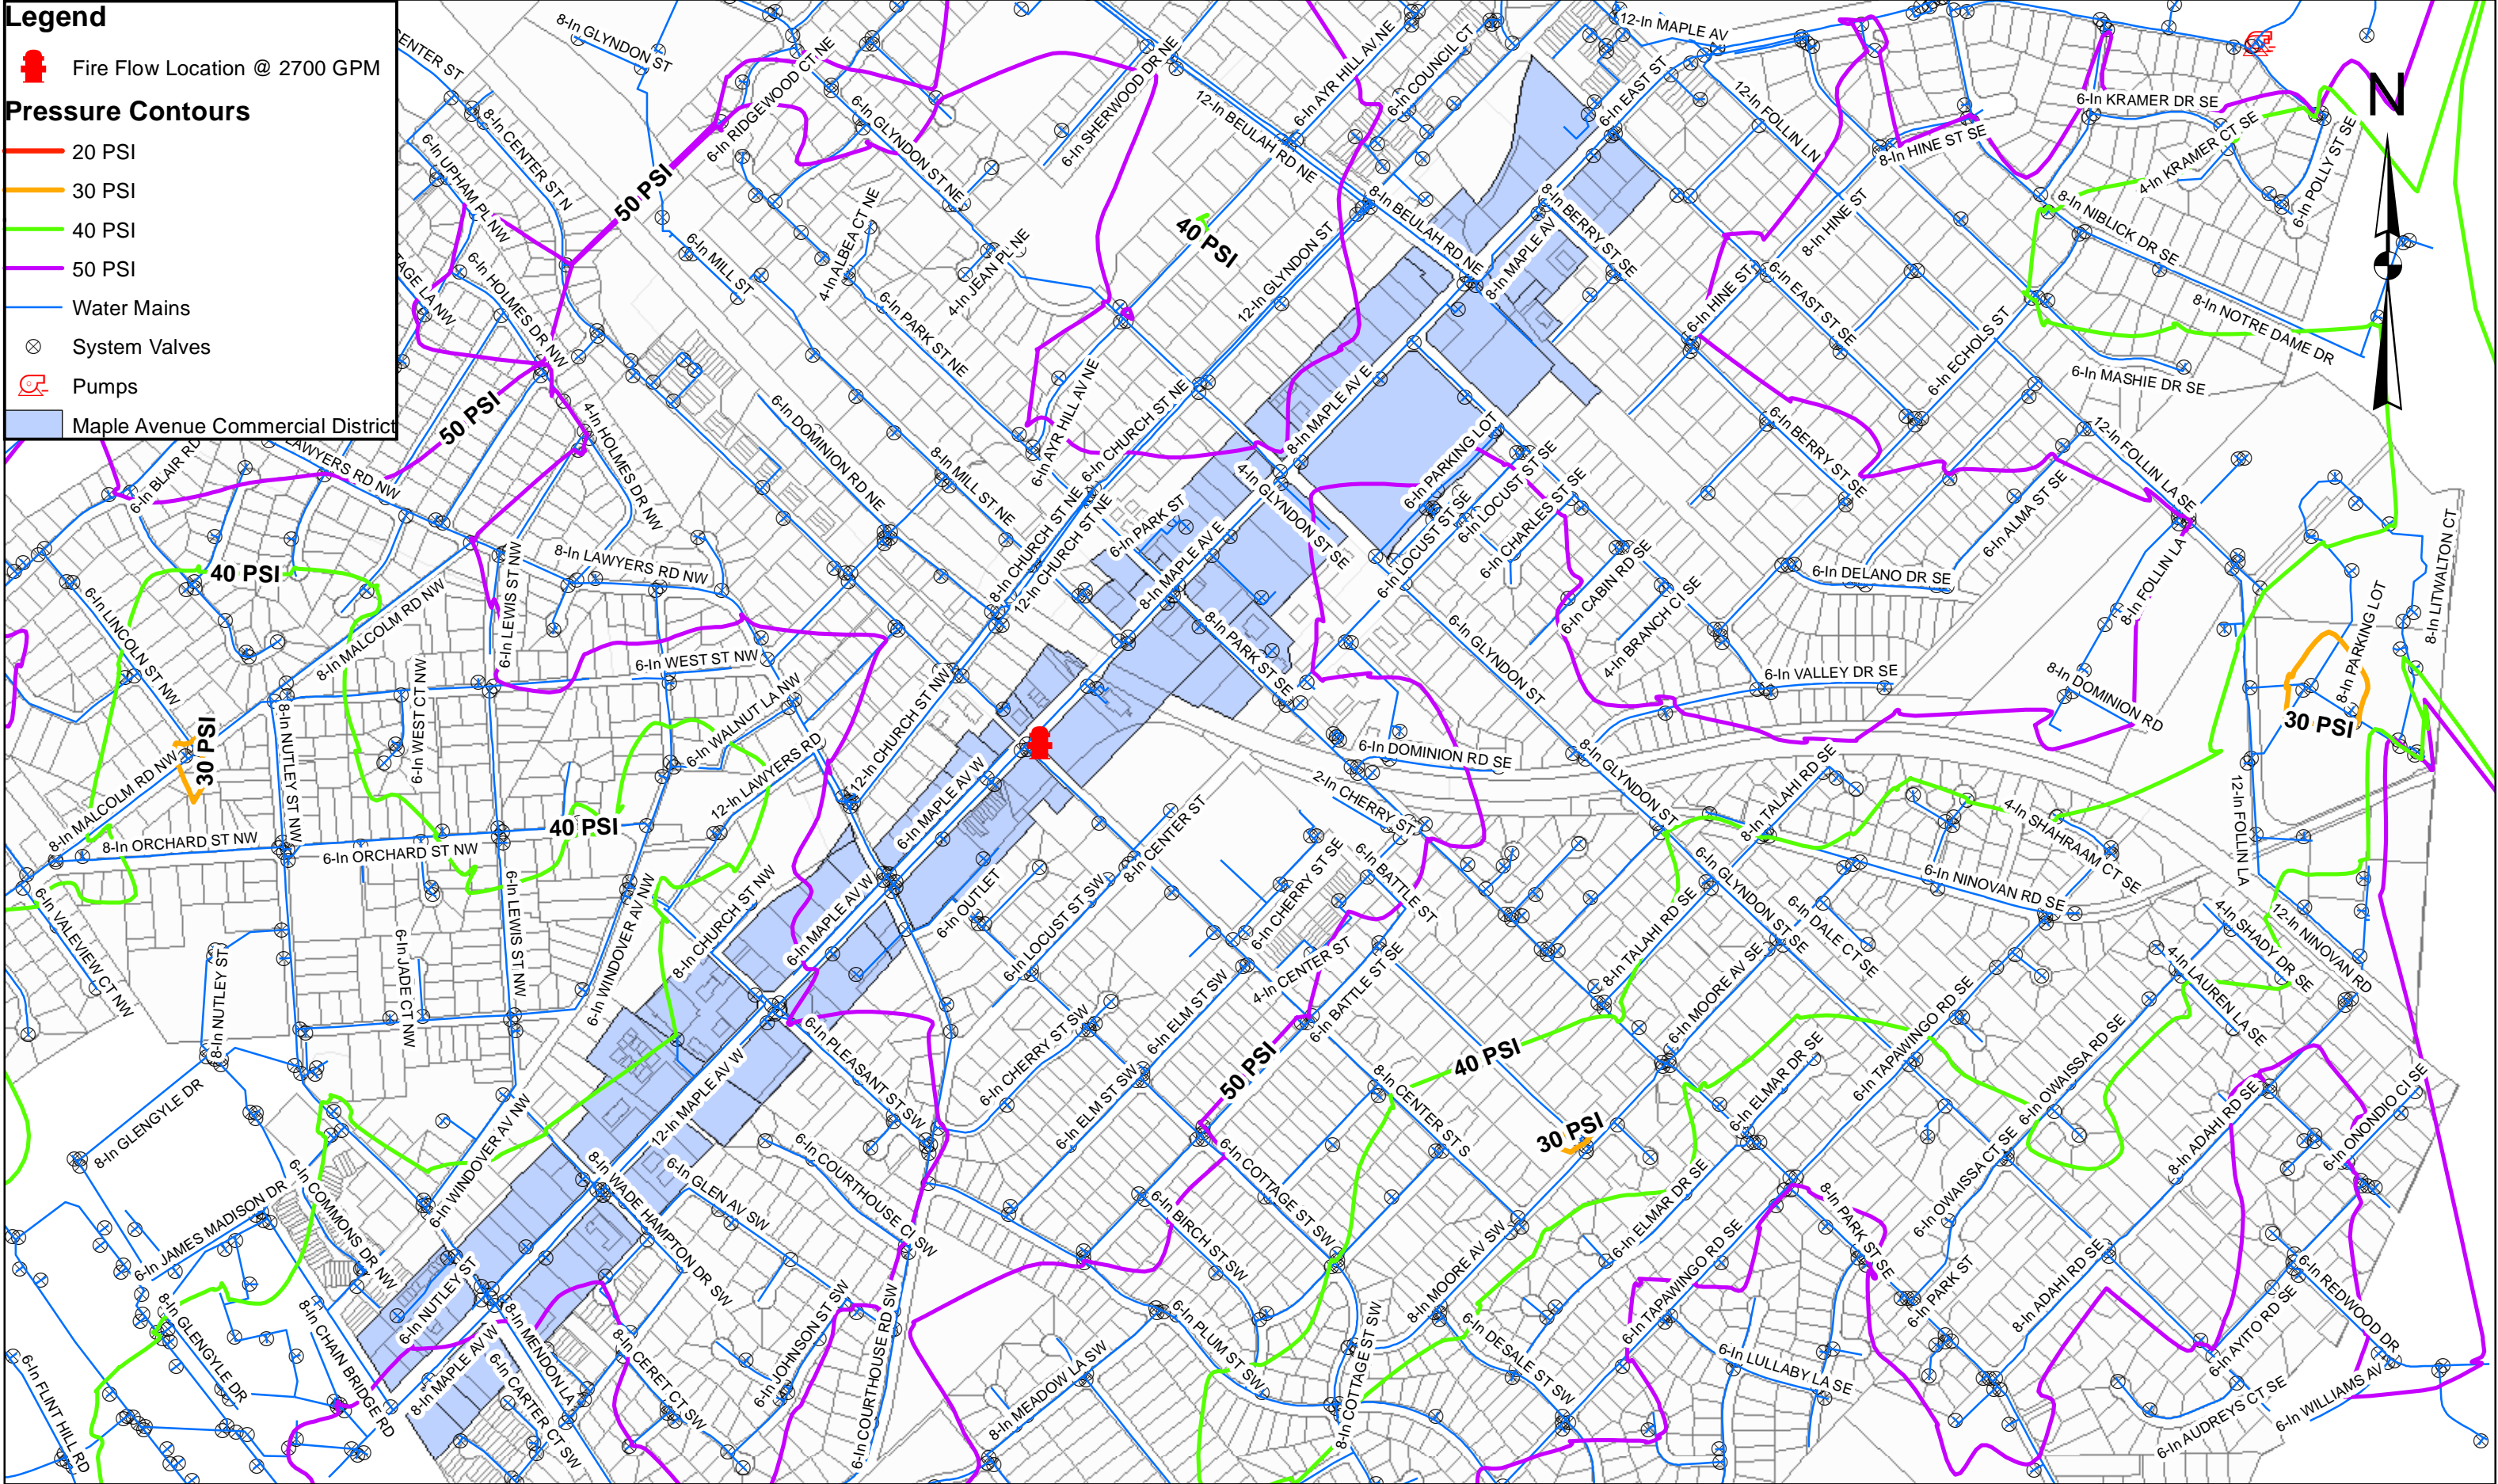 Legend
Fire Flow Location @ 2700 GPM
Pressure Contours
20 PSI
30 PSI
40 PSI
50 PSI
Water Mains
System Valves
Pumps
Maple Avenue Commercial District
N
CENTER ST
8-In GLYNDON ST
6-In RIDGEWOOD CT NE
6-In GLYNDON ST NE
6-In SHERWOOD DR NE
12-In BEULAH RD NE
6-In AYR HILL AV NE
6-In COUNCIL CT
12-In MAPLE AV
6-In EAST ST
12-In FOLLIN LN
6-In KRAMER DR SE
4-In KRAMER CT SE
8-In HINE ST SE
6-In POLLY ST SE
8-In CENTER ST N
6-In UPHAM PL NW
50 PSI
6-In MILL ST
4-In ALBEA CT NE
4-In JEAN PL NE
40 PSI
12-In GLYNDON ST
8-In BEULAH RD NE
8-In MAPLE AV
8-In BERRY ST SE
8-In HINE ST
8-In NIBLICK DR SE
8-In NOTRE DAME DR
TAGE LA NW
6-In HOLMES DR NW
6-In PARK ST NE
6-In HINE ST
6-In EAST ST SE
6-In ECHOLS ST
6-In MASHIE DR SE
50 PSI
4-In HOLMES DR NW
6-In DOMINION RD NE
8-In MILL ST NE
6-In AYR HILL AV NE
6-In CHURCH ST NE
8-In MAPLE AV E
6-In PARKING LOT
6-In BERRY ST SE
12-In FOLLIN LA SE
6-In BLAIR RD
LAWYERS RD NW
8-In CHURCH ST NE
12-In CHURCH ST NE
6-In PARK ST
4-In GLYNDON ST SE
6-In LOCUST ST SE
6-In LOCUST ST SE
6-In CHARLES ST SE
6-In ALMA ST SE
40 PSI
6-In LINCOLN ST NW
8-In MALCOLM RD NW
6-In LEWIS ST NW
8-In LAWYERS RD NW
8-In MAPLE AV E
8-In PARK ST SE
6-In LOCUST ST SE
6-In GLYNDON ST
6-In CABIN RD SE
4-In BRANCH CI SE
6-In DELANO DR SE
8-In FOLLIN LA
8-In LITWALTON CT
8-In PARKING LOT
30 PSI
6-In WEST ST NW
6-In WEST CT NW
6-In WALNUT LA NW
12-In CHURCH ST NW
6-In VALLEY DR SE
8-In DOMINION RD
30 PSI
8-In MALCOLM RD NW
8-In NUTLEY ST NW
12-In LAWYERS RD
6-In MAPLE AV W
6-In DOMINION RD SE
2-In CHERRY ST
8-In GLYNDON ST
8-In TALAHI RD SE
4-In SHAHRAAM CT SE
12-In FOLLIN LA
40 PSI
8-In ORCHARD ST NW
6-In ORCHARD ST NW
8-In CENTER ST
6-In CHERRY ST SE
6-In BATTLE ST
6-In GLYNDON ST SE
6-In NINOVAN RD SE
6-In VALEVIEW CT NW
6-In LEWIS ST NW
6-In WINDOVER AV NW
8-In CHURCH ST NW
6-In MAPLE AV W
6-In OUTLET
6-In LOCUST ST SW
8-In TALAHI RD SE
6-In DALE CT SE
4-In SHADY DR SE
12-In NINOVAN RD
8-In NUTLEY ST
6-In JADE CT NW
6-In ELM ST SW
4-In CENTER ST
6-In BATTLE ST SE
6-In MOORE AV SE
6-In TAPAWINGO RD SE
4-In LAUREN LA SE
8-In GLENGYLE DR
12-In MAPLE AV W
6-In PLEASANT ST SW
6-In CHERRY ST SW
6-In ELM ST SW
50 PSI
40 PSI
8-In CENTER ST S
30 PSI
6-In ELMAR DR SE
6-In OWAISSA RD SE
8-In ADAHI RD SE
6-In ONONDIO CI SE
6-In WINDOVER AV NW
6-In COMMONS DR NW
6-In JAMES MADISON DR
8-In WADE HAMPTON DR SW
6-In GLEN AV SW
6-In COURTHOUSE CI SW
6-In COTTAGE ST SW
6-In BIRCH ST SW
8-In MOORE AV SW
6-In ELMAR DR SE
6-In TAPAWINGO RD SE
8-In PARK ST SE
6-In OWAISSA CT SE
6-In PARK ST
8-In ADAHI RD SE
6-In REDWOOD DR
8-In GLENGYLE DR
8-In CHAIN BRIDGE RD
6-In NUTLEY ST
8-In MAPLE AV W
8-In MENDON LA
6-In CARTER CT SW
8-In CERET CT SW
6-In JOHNSON ST SW
6-In COURTHOUSE RD SW
8-In MEADOW LA SW
6-In PLUM ST SW
8-In COTTAGE ST SW
6-In DESALE ST SW
6-In LULLABY LA SE
6-In AYITO RD SE
6-In AUDREYS CT SE
6-In WILLIAMS AV
6-In FLINT HILL RD